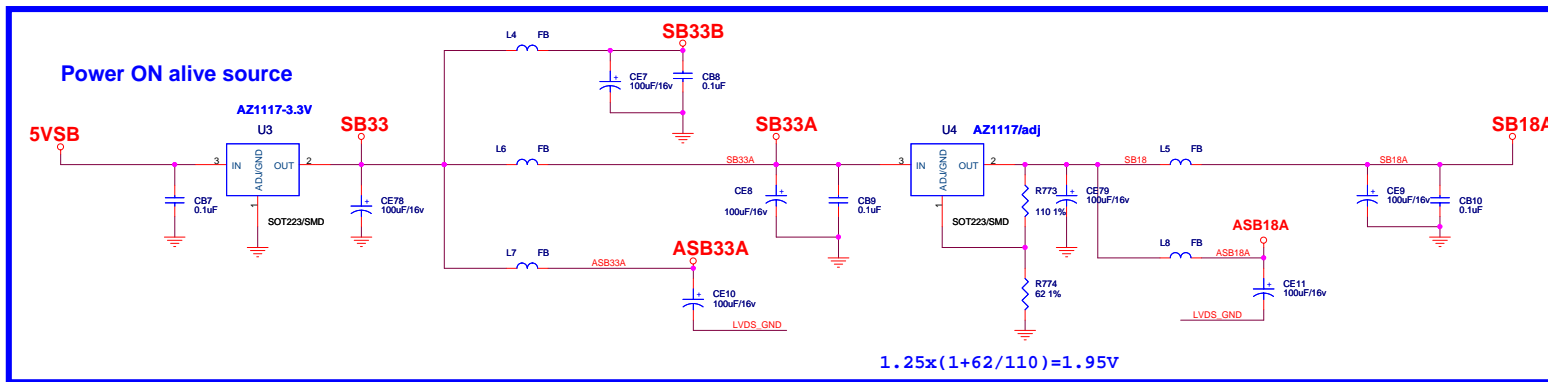 L4 FB
SB33B
CE7
100uF/16v
CB8
0.1uF
Power ON alive source
AZ1117-3.3V
U3
5VSB
SB33
3 IN OUT 2
ADJ/GND
1
SOT223/SMD
CB7
0.1uF
CE78
100uF/16v
L6 FB
SB33A
SB33A
CE8
100uF/16v
CB9
0.1uF
L7 FB
ASB33A
ASB33A
CE10
100uF/16v
LVDS_GND
U4
AZ1117/adj
3 IN OUT 2
ADJ/GND
1
SOT223/SMD
R773
110 1%
CE79
100uF/16v
R774
62 1%
SB18
L5 FB
SB18A
SB18A
CE9
100uF/16v
CB10
0.1uF
L8 FB
ASB18A
ASB18A
CE11
100uF/16v
LVDS_GND
1.25x(1+62/110)=1.95V